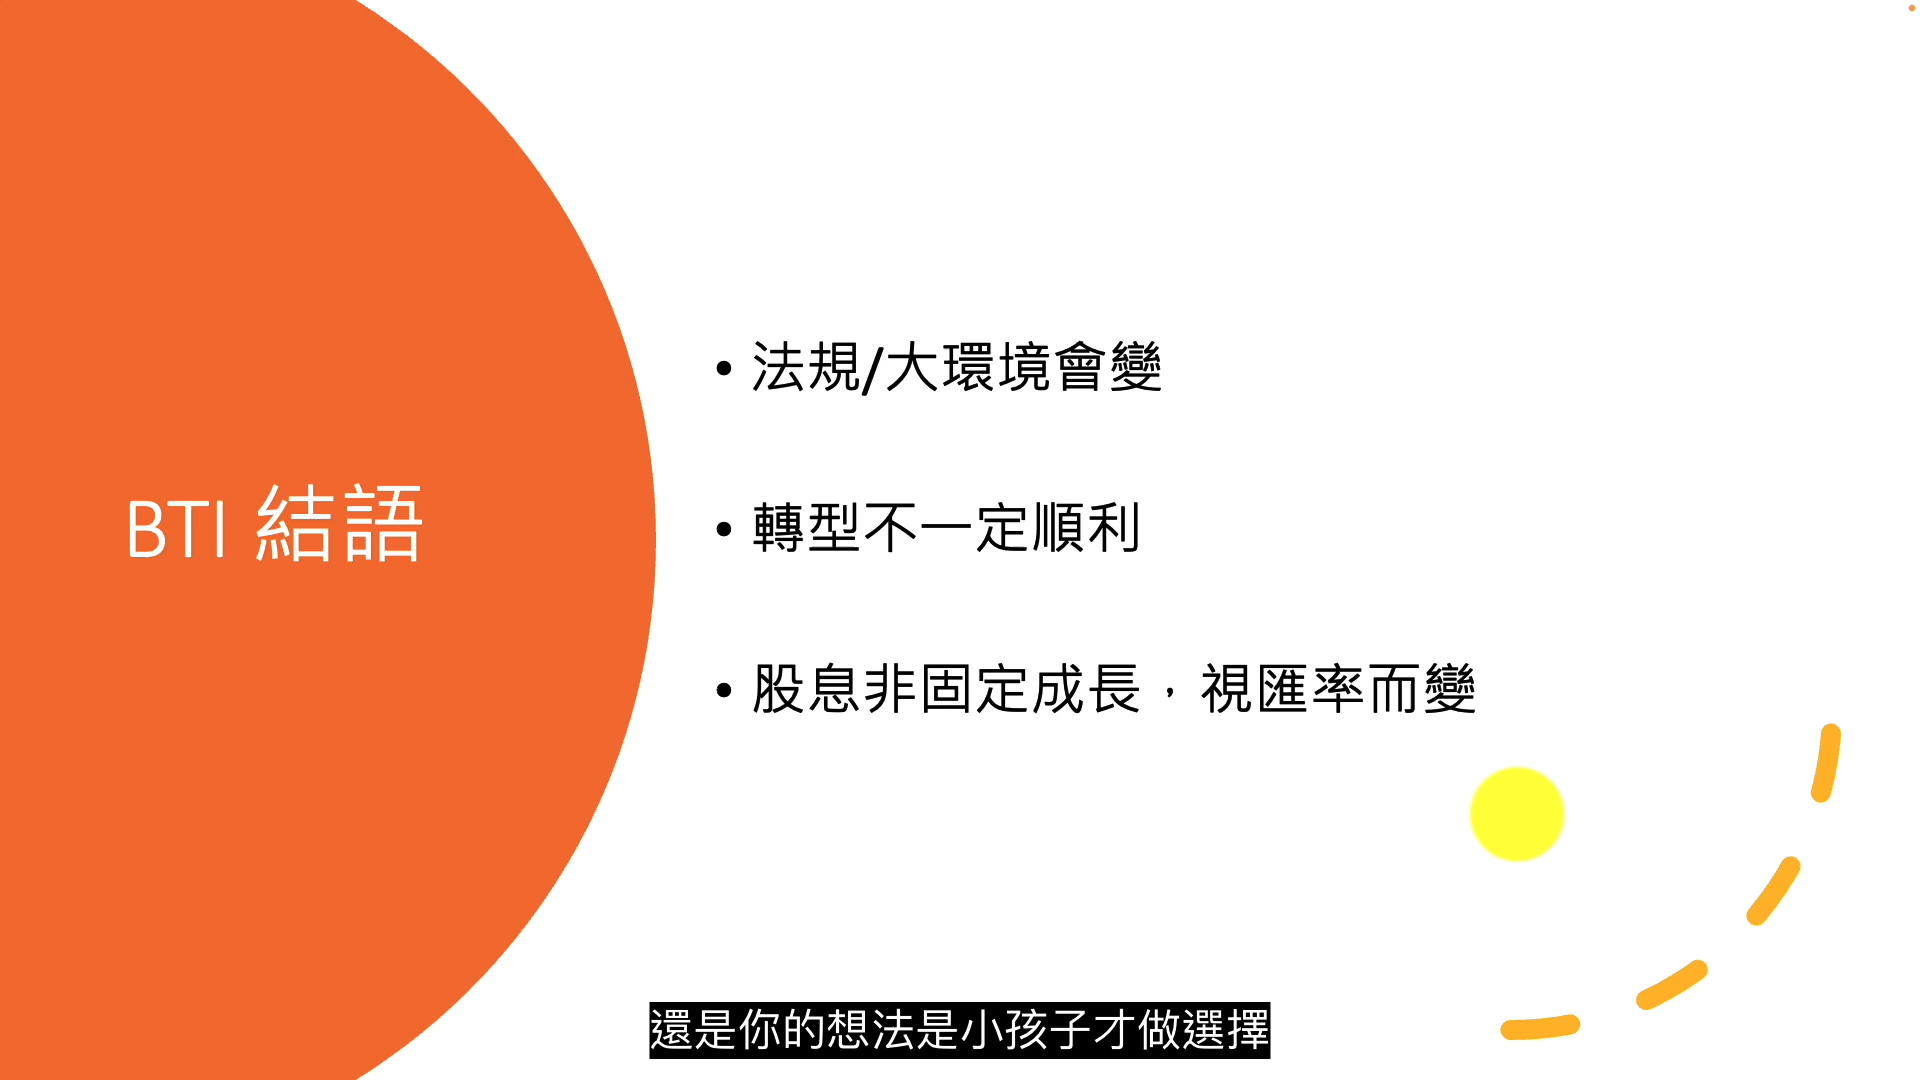 BTI 結語
• 法規/大環境會變
• 轉型不一定順利
• 股息非固定成長，視匯率而變
還是你的想法是小孩子才做選擇